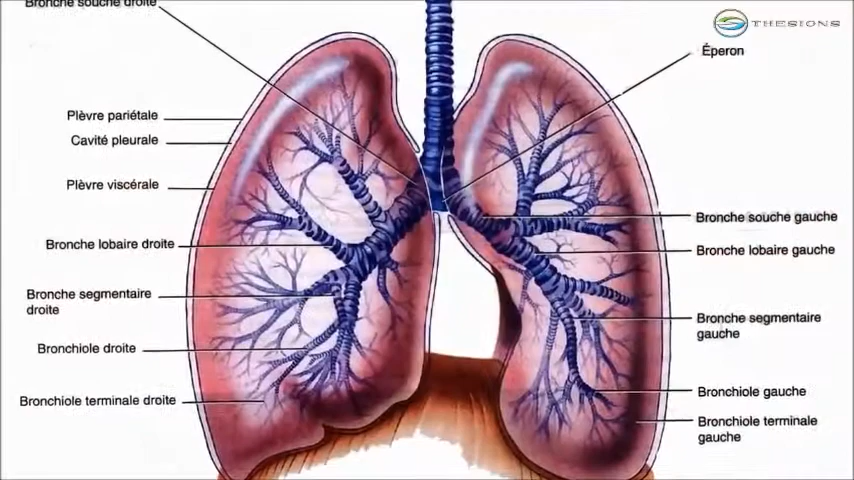 Bronche souche droite
THESIONS
Éperon
Plèvre pariétale
Cavité pleurale
Plèvre viscérale
Bronche lobaire droite
Bronche segmentaire
droite
Bronchiole droite
Bronchiole terminale droite
Bronche souche gauche
Bronche lobaire gauche
Bronche segmentaire
gauche
Bronchiole gauche
Bronchiole terminale
gauche